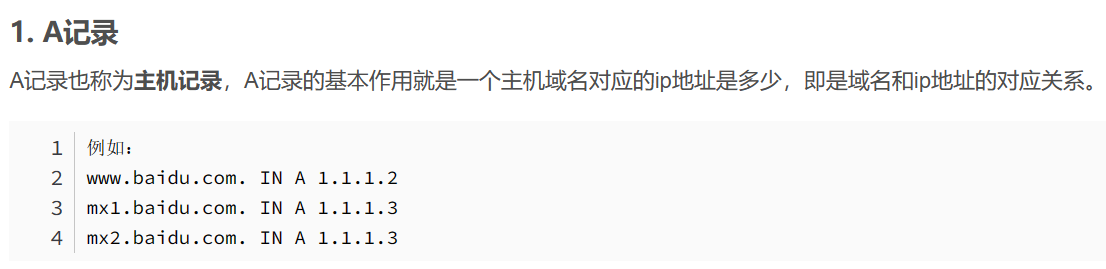 1. A记录
A记录也称为主机记录，A记录的基本作用就是一个主机域名对应的ip地址是多少，即是域名和ip地址的对应关系。
1 例如：
2 www.baidu.com. IN A 1.1.1.2
3 mx1.baidu.com. IN A 1.1.1.3
4 mx2.baidu.com. IN A 1.1.1.3